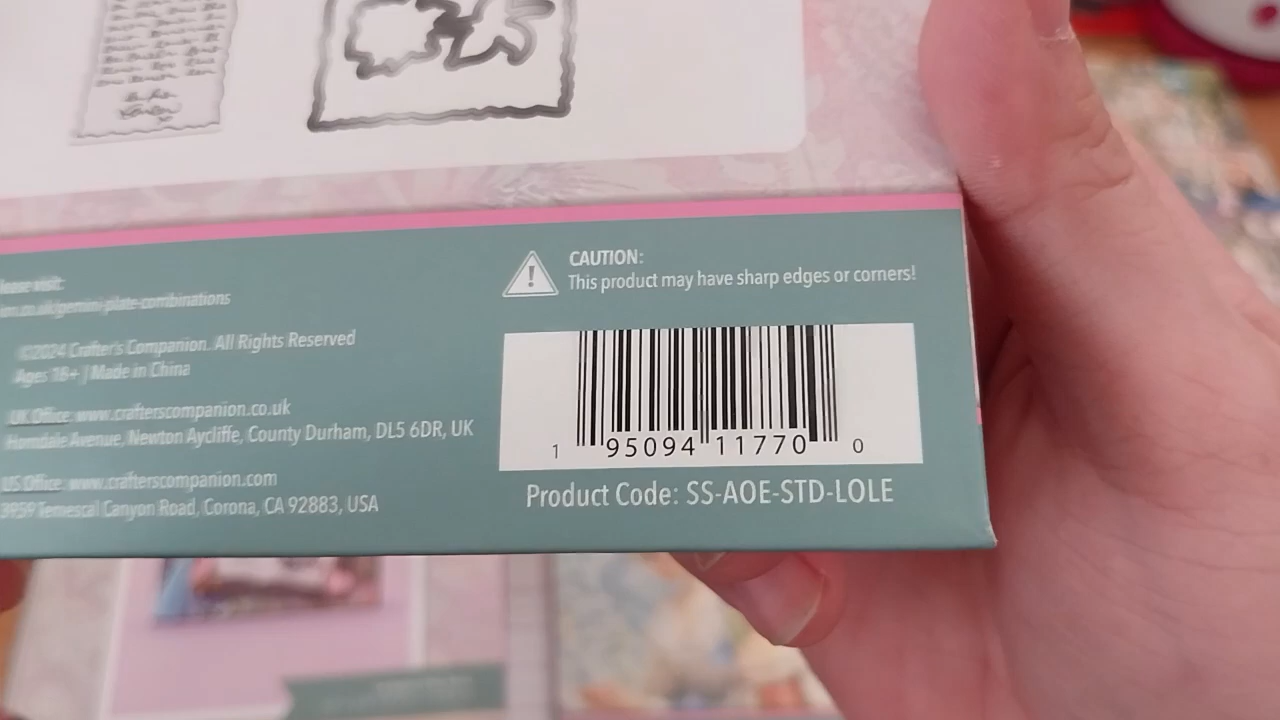 visit:
gemini-plate-combinations
©2024 Crafter's Companion. All Rights Reserved
Ages 18+ | Made in China
UK Office: www.crafterscompanion.co.uk
Horndale Avenue, Newton Aycliffe, County Durham, DL5 6DR, UK
US Office: www.crafterscompanion.com
3959 Temescal Canyon Road, Corona, CA 92883, USA
CAUTION:
This product may have sharp edges or corners!
1 95094 11770 0
Product Code: SS-AOE-STD-LOLE